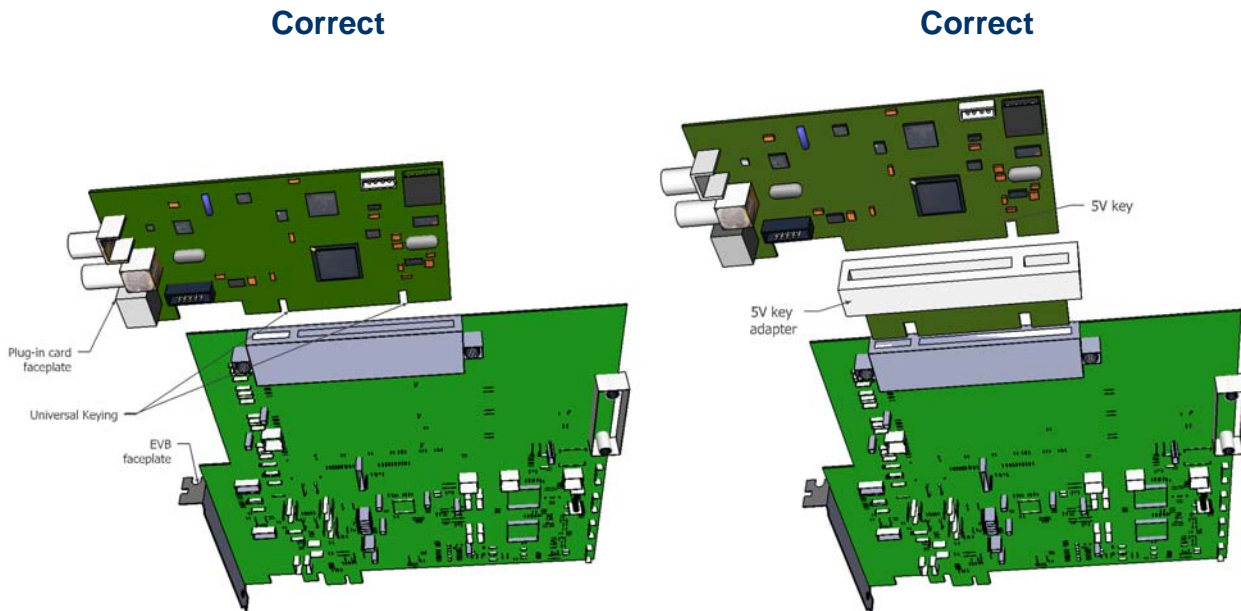 Correct
Correct
Plug-in card
faceplate
Universal Keying
EVB
faceplate
5V key
5V key
adapter